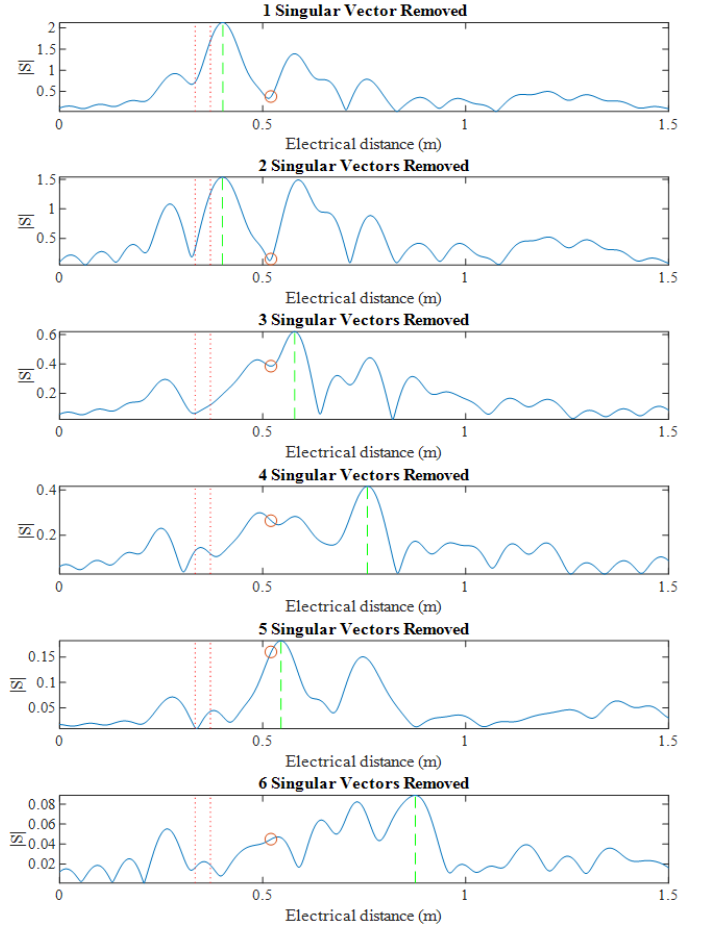 1 Singular Vector Removed
2
1.5
1
0.5
|S|
0 0.5 1 1.5
Electrical distance (m)
2 Singular Vectors Removed
1.5
1
0.5
|S|
0 0.5 1 1.5
Electrical distance (m)
3 Singular Vectors Removed
0.6
0.4
0.2
|S|
0 0.5 1 1.5
Electrical distance (m)
4 Singular Vectors Removed
0.4
0.2
|S|
0 0.5 1 1.5
Electrical distance (m)
5 Singular Vectors Removed
0.15
0.1
0.05
|S|
0 0.5 1 1.5
Electrical distance (m)
6 Singular Vectors Removed
0.08
0.06
0.04
0.02
|S|
0 0.5 1 1.5
Electrical distance (m)